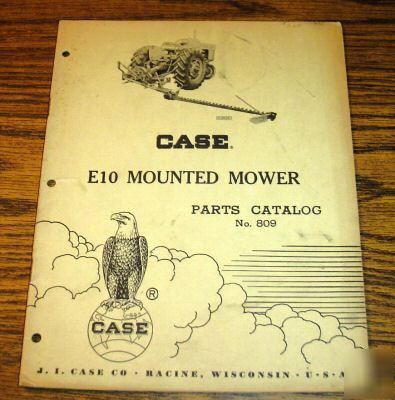 CASE®
E10 MOUNTED MOWER
PARTS CATALOG
No. 809
®
CASE
J. I. CASE CO · RACINE, WISCONSIN · U·S·A